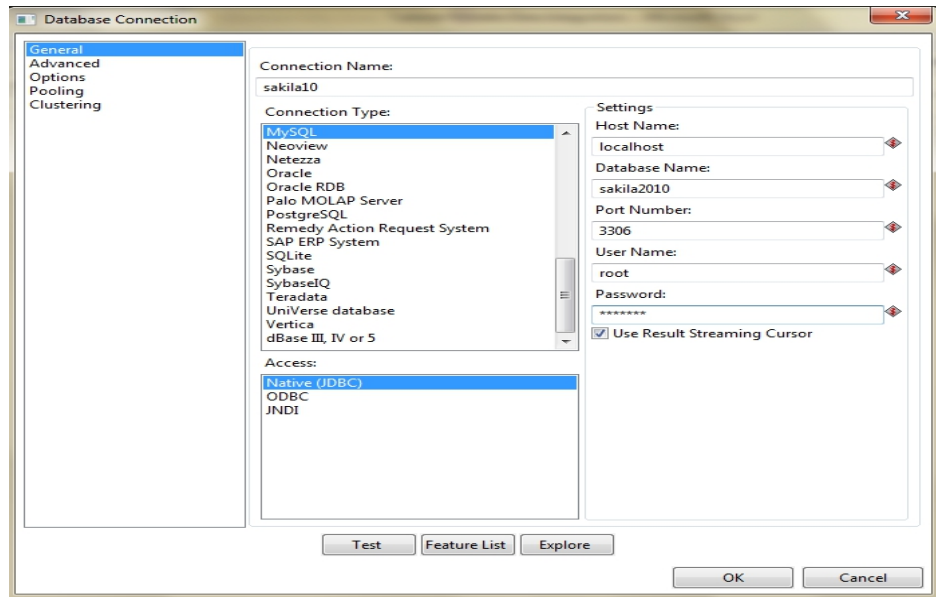 Database Connection
General
Advanced
Options
Pooling
Clustering
Connection Name:
sakila10
Connection Type:
MySQL
Neoview
Netezza
Oracle
Oracle RDB
Palo MOLAP Server
PostgreSQL
Remedy Action Request System
SAP ERP System
SQLite
Sybase
SybaseIQ
Teradata
UniVerse database
Vertica
dBase III, IV or 5
Access:
Native (JDBC)
ODBC
JNDI
Settings
Host Name:
localhost
Database Name:
sakila2010
Port Number:
3306
User Name:
root
Password:
*******
Use Result Streaming Cursor
Test
Feature List
Explore
OK
Cancel